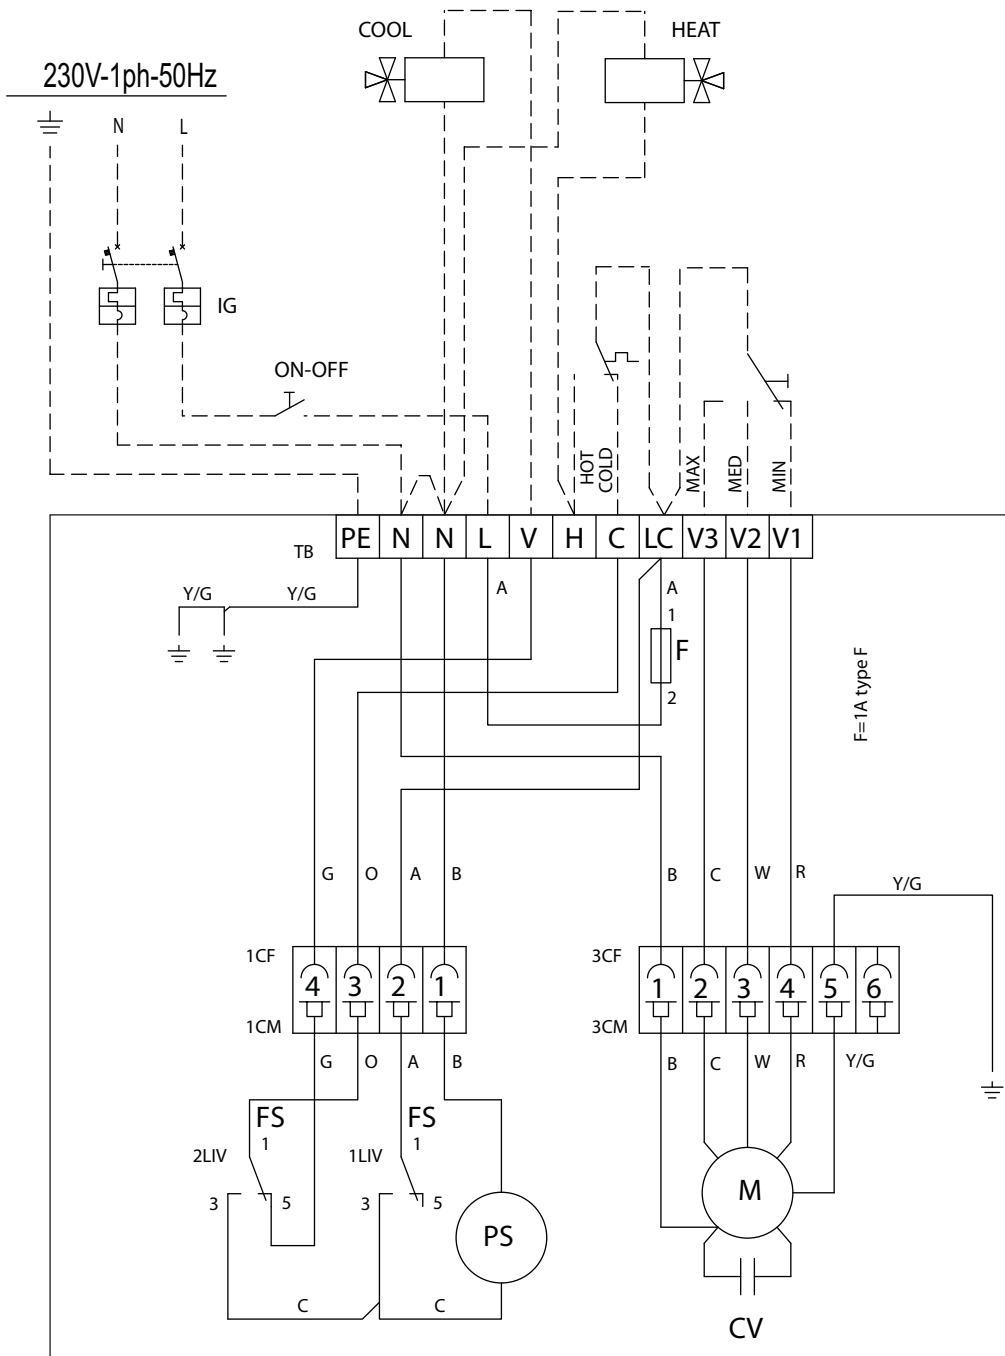 COOL
HEAT
230V-1ph-50Hz
N
L
IG
ON-OFF
HOT
COLD
MAX
MED
MIN
TB
PE N N L V H C LC V3 V2 V1
Y/G
Y/G
A
A
1
F
2
F=1A type F
G O A B
B C W R
Y/G
1CF
4 3 2 1
1CM
3CF
1 2 3 4 5 6
3CM
G O A B
B C W R Y/G
FS
1
2LIV
3
5
FS
1
1LIV
3
5
PS
M
C
C
CV